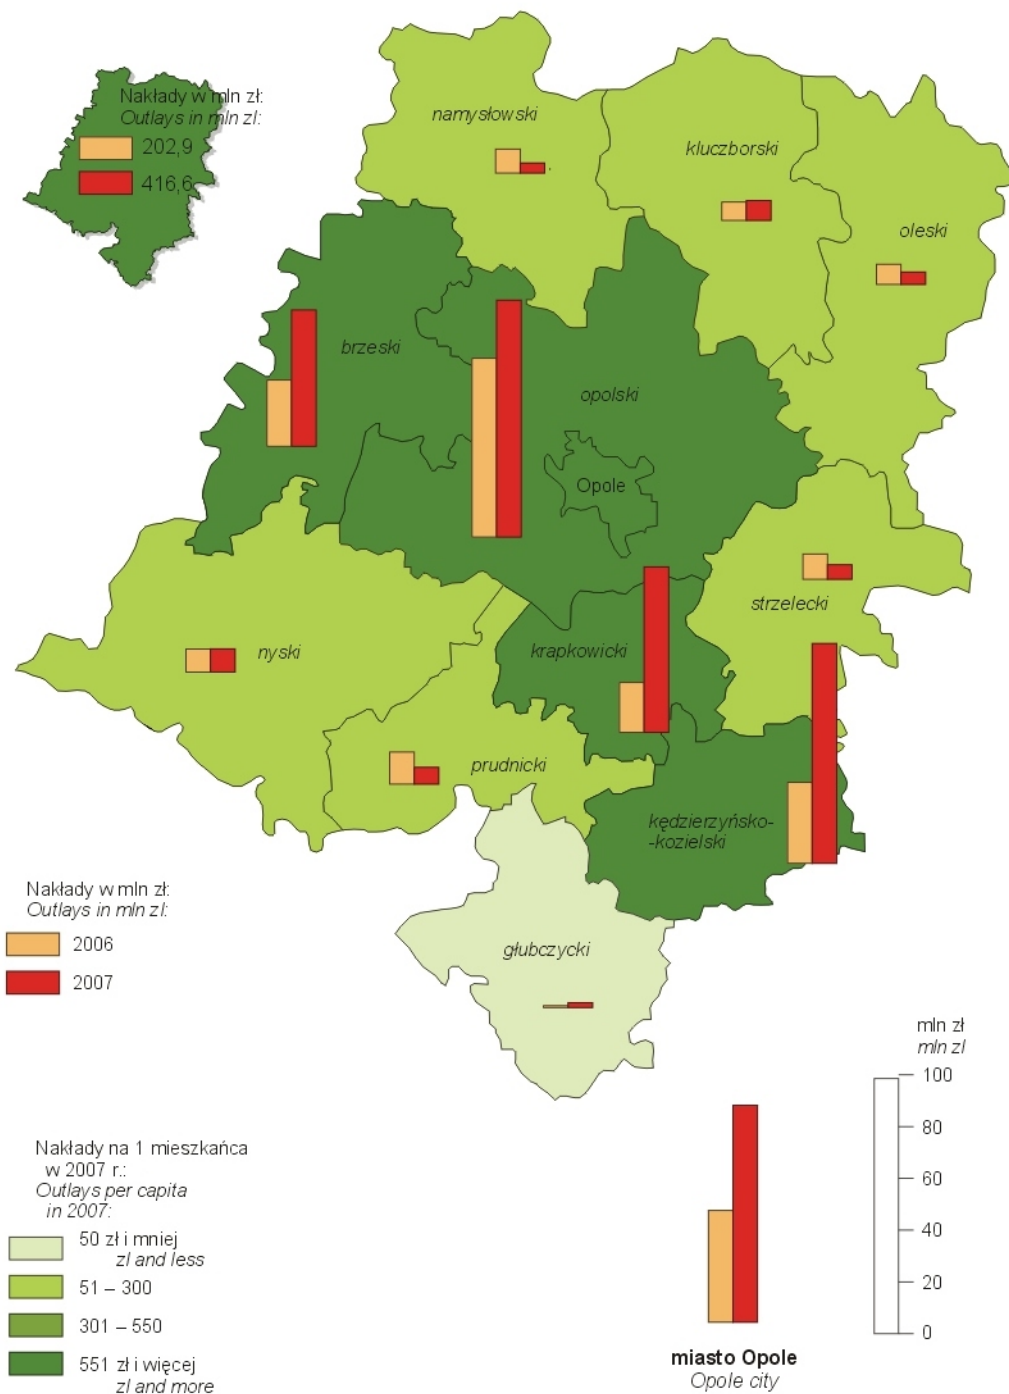 Nakłady w mln zł:
Outlays in mln zl:
202,9
416,6
namysłowski
kluczborski
oleski
brzeski
opolski
Opole
strzelecki
nyski
krapkowicki
prudnicki
kędzierzyńsko-
-kozielski
głubczycki
Nakłady w mln zł:
Outlays in mln zl:
2006
2007
Nakłady na 1 mieszkańca
w 2007 r.:
Outlays per capita
in 2007:
50 zł i mniej
zl and less
51 – 300
301 – 550
551 zł i więcej
zl and more
miasto Opole
Opole city
mln zł
mln zl
100
80
60
40
20
0